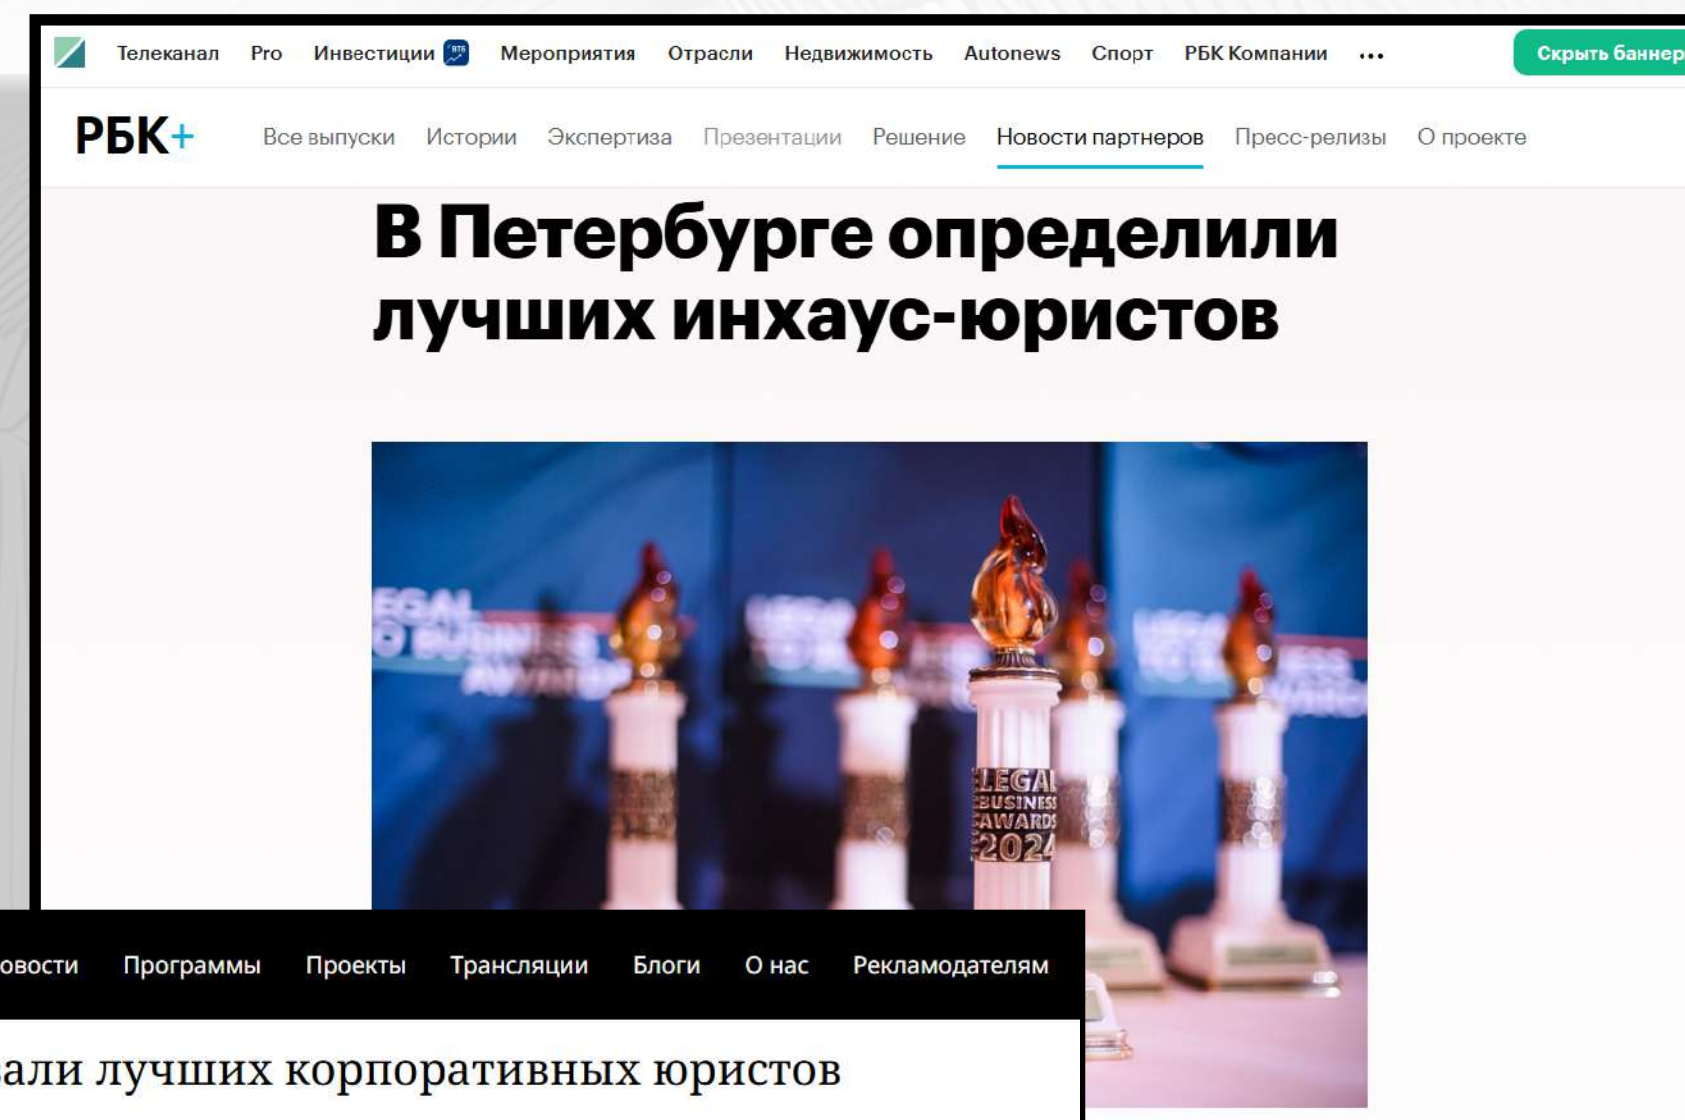 Телеканал Pro Инвестиции ВТБ Мероприятия Отрасли Недвижимость Autonews Спорт РБК Компании ••• Скрыть баннер
РБК+ Все выпуски Истории Экспертиза Презентации Решение Новости партнеров Пресс-релизы О проекте
В Петербурге определили
лучших инхаус-юристов
LEGAL
BUSINESS
AWARDS
2024
овости Программы Проекты Трансляции Блоги О нас Рекламодателям
вали лучших корпоративных юристов